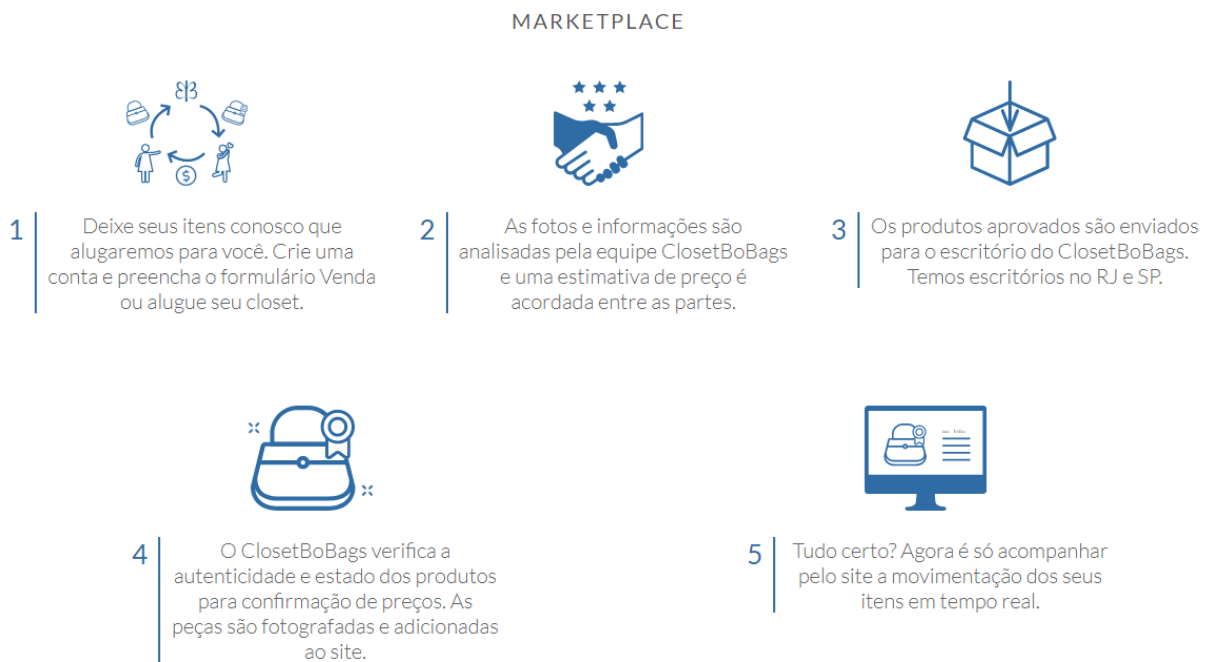 MARKETPLACE
1
Deixe seus itens conosco que
alugaremos para você. Crie uma
conta e preencha o formulário Venda
ou alugue seu closet.
2
As fotos e informações são
analisadas pela equipe ClosetBoBags
e uma estimativa de preço é
acordada entre as partes.
3
Os produtos aprovados são enviados
para o escritório do ClosetBoBags.
Temos escritórios no RJ e SP.
4
O ClosetBoBags verifica a
autenticidade e estado dos produtos
para confirmação de preços. As
peças são fotografadas e adicionadas
ao site.
5
Tudo certo? Agora é só acompanhar
pelo site a movimentação dos seus
itens em tempo real.